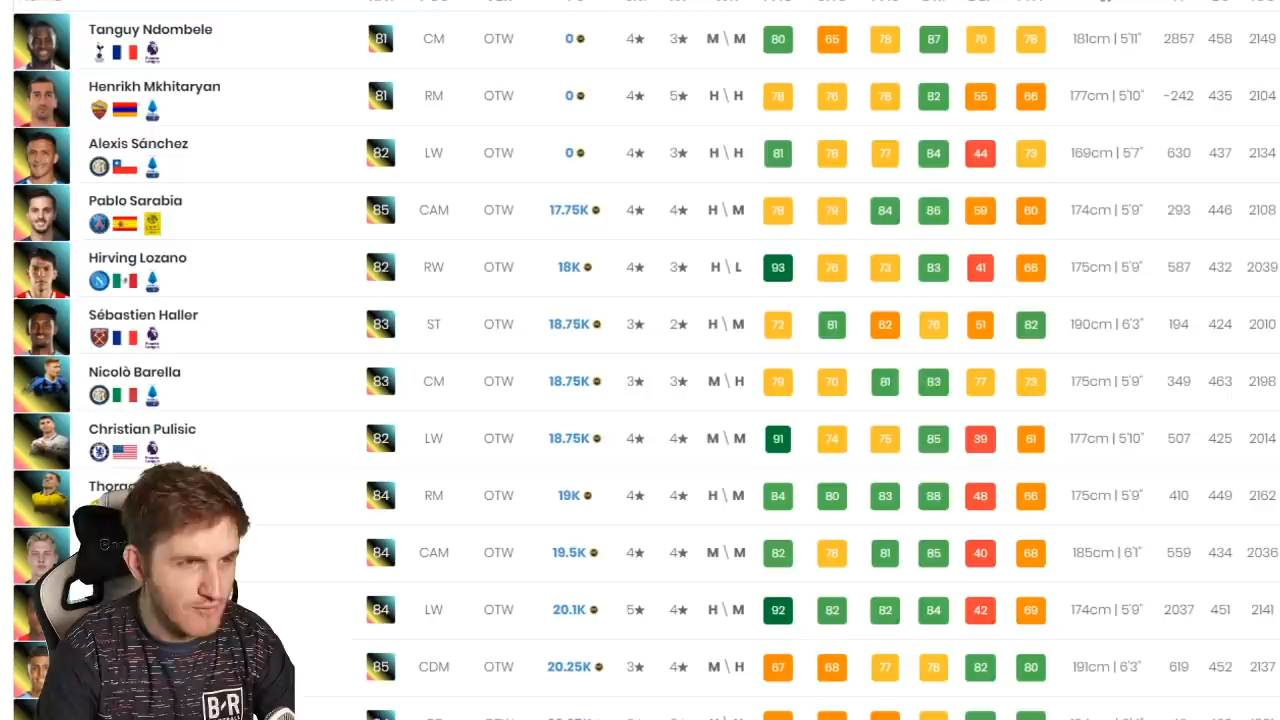 Tanguy Ndombele 81 CM OTW 0 4★ 3★ M \ M 80 65 78 87 70 78 181cm | 5'11" 2857 458 2149
Henrikh Mkhitaryan 81 RM OTW 0 4★ 5★ H \ H 78 76 78 82 55 66 177cm | 5'10" -242 435 2104
Alexis Sánchez 82 LW OTW 0 4★ 3★ H \ H 81 78 77 84 44 73 169cm | 5'7" 630 437 2134
Pablo Sarabia 85 CAM OTW 17.75K 4★ 4★ H \ M 78 79 84 86 59 60 174cm | 5'9" 293 446 2108
Hirving Lozano 82 RW OTW 18K 4★ 3★ H \ L 93 76 73 83 41 66 175cm | 5'9" 587 432 2039
Sébastien Haller 83 ST OTW 18.75K 3★ 2★ H \ M 72 81 62 76 51 82 190cm | 6'3" 194 424 2010
Nicolò Barella 83 CM OTW 18.75K 3★ 3★ M \ H 79 70 81 83 77 73 175cm | 5'9" 349 463 2198
Christian Pulisic 82 LW OTW 18.75K 4★ 4★ M \ M 91 74 75 85 39 61 177cm | 5'10" 507 425 2014
84 RM OTW 19K 4★ 4★ H \ M 84 80 83 88 48 66 175cm | 5'9" 410 449 2162
84 CAM OTW 19.5K 4★ 4★ M \ M 82 78 81 85 40 68 185cm | 6'1" 559 434 2036
84 LW OTW 20.1K 5★ 4★ H \ M 92 82 82 84 42 69 174cm | 5'9" 2037 451 2141
85 CDM OTW 20.25K 3★ 4★ M \ H 67 68 77 78 82 80 191cm | 6'3" 619 452 2137
B/R